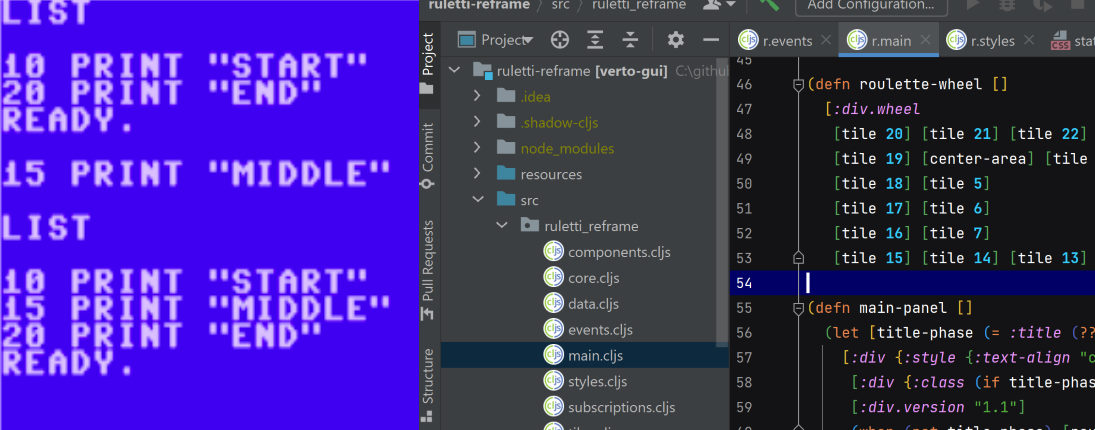 LIST
10 PRINT "START"
20 PRINT "END"
READY.
15 PRINT "MIDDLE"
LIST
10 PRINT "START"
15 PRINT "MIDDLE"
20 PRINT "END"
READY.
ruletti-reframe
src
ruletti_reframe
Add Configuration...
Project
Commit
Pull Requests
Structure
Project
ruletti-reframe [verto-gui] C:\github
.idea
.shadow-cljs
node_modules
resources
src
ruletti_reframe
components.cljs
core.cljs
data.cljs
events.cljs
main.cljs
styles.cljs
subscriptions.cljs
r.events
r.main
r.styles
45
46 (defn roulette-wheel []
47 [:div.wheel
48 [tile 20] [tile 21] [tile 22]
49 [tile 19] [center-area] [tile
50 [tile 18] [tile 5]
51 [tile 17] [tile 6]
52 [tile 16] [tile 7]
53 [tile 15] [tile 14] [tile 13]
54
55 (defn main-panel []
56 (let [title-phase (= :title (??
57 [:div {:style {:text-align "c
58 [:div {:class (if title-phas
59 [:div.version "1.1"]